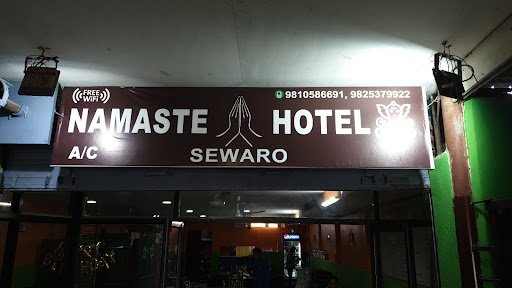 FREE
WiFi
9810586691, 9825379922
NAMASTE HOTEL
A/C SEWARO